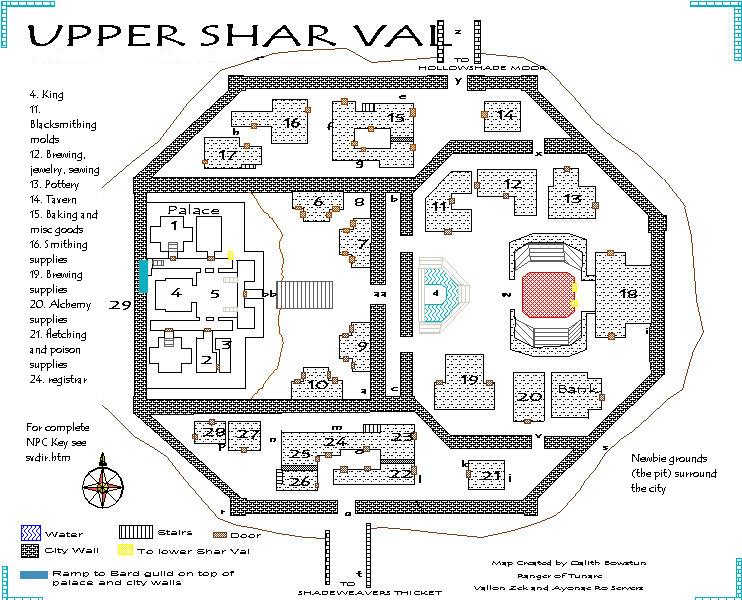 UPPER SHAR VAL
z
TO
HOLLOWSHADE MOOR
y
4. King
11.
Blacksmithing
molds
12. Brewing,
jewelry, sewing
13. Pottery
14. Tavern
15. Baking and
misc goods
16. Smithing
supplies
19. Brewing
supplies
20. Alchemy
supplies
21. fletching
and poison
supplies
24. registrar
For complete
NPC Key see
svdir.htm
e
16
f
15
14
h
17
g
x
Palace
1
6
8
b
11
12
13
7
4
5
bb
aa
4
18
29
i
3
2
9
10
a
c
19
20
Bank
28
27
p
n
m
24
o
23
v
25
26
22
l
k
21
j
s
r
q
t
Newbie grounds
(the pit) surround
the city
Water
Stairs
Door
City Wall
To lower Shar Val
Ramp to Bard guild on top of
palace and city walls
TO
SHADEWEAVERS THICKET
Map Created by Galith Bowstun
Ranger of Tunare
Vallon Zek and Ayonae Ro Servers